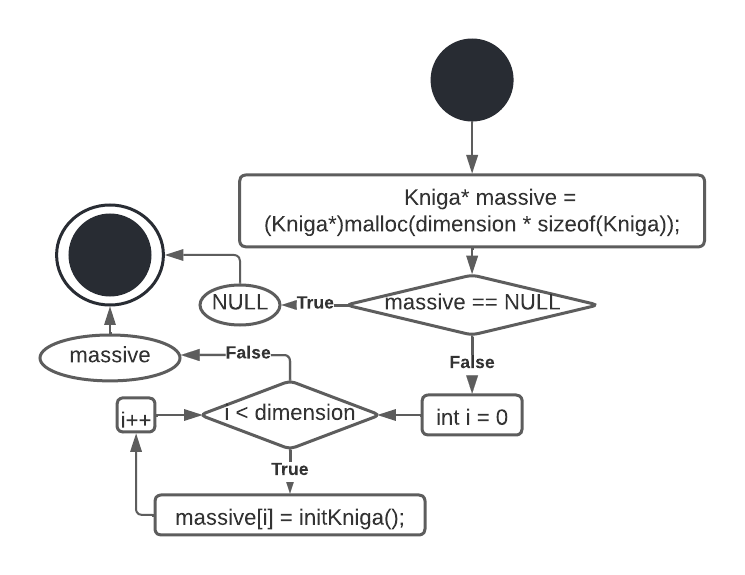 Kniga* massive =
(Kniga*)malloc(dimension * sizeof(Kniga));
massive == NULL
True
NULL
False
int i = 0
i < dimension
False
massive
True
massive[i] = initKniga();
i++